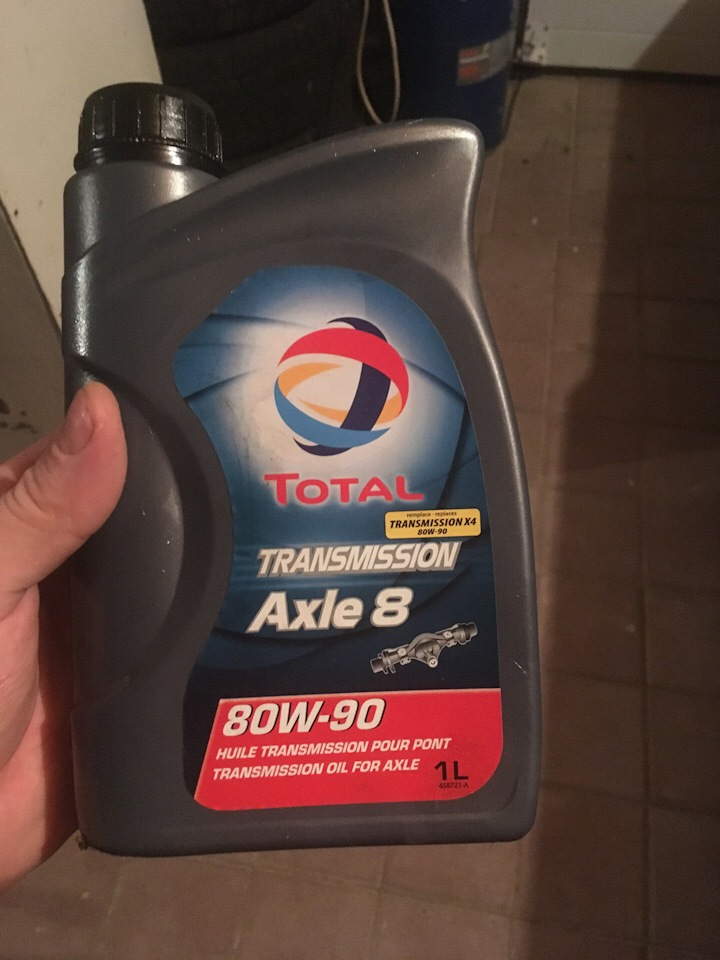 TOTAL
remplace - replaces
TRANSMISSION X4
80W-90
TRANSMISSION
Axle 8
80W-90
HUILE TRANSMISSION POUR PONT
TRANSMISSION OIL FOR AXLE
1L